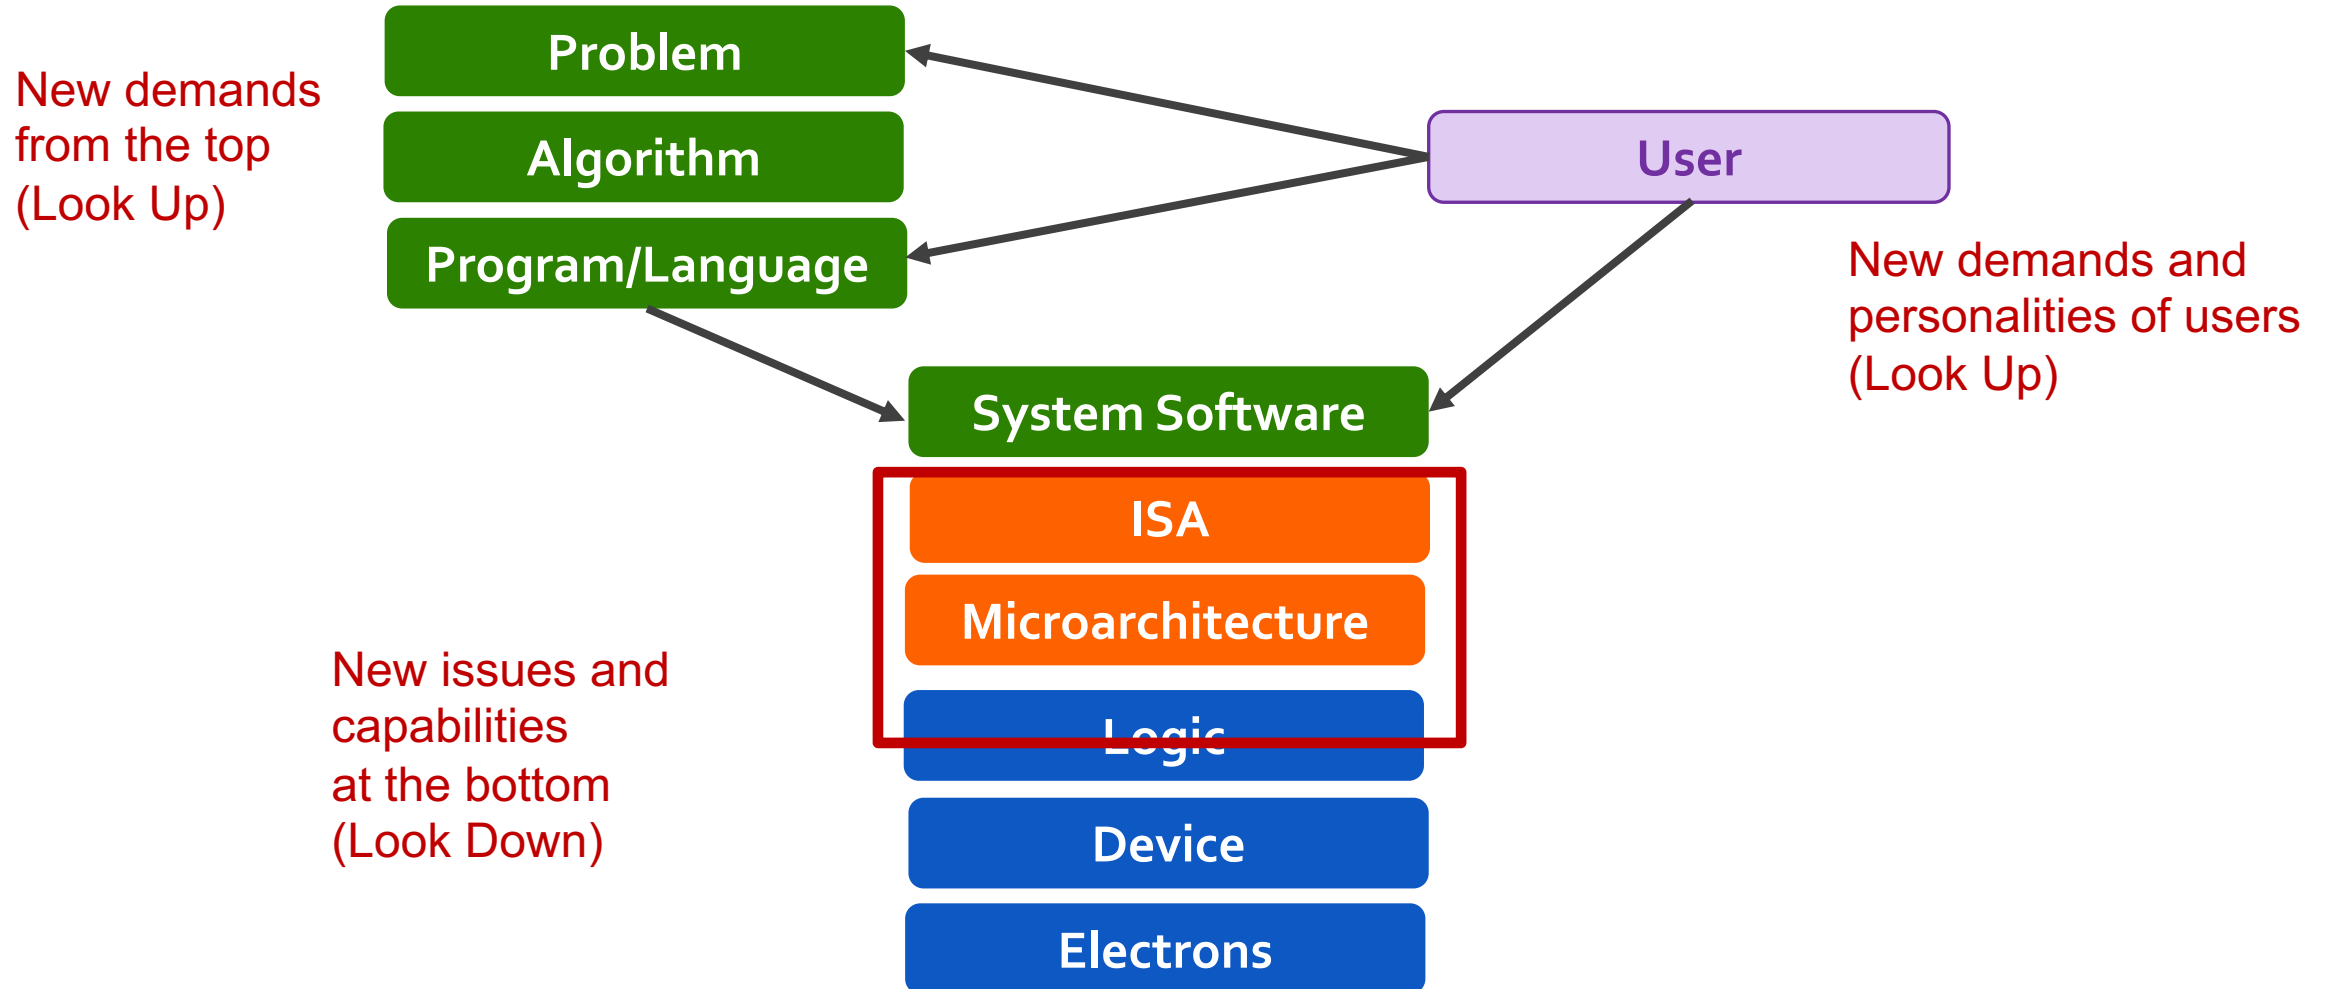 Problem
New demands
from the top
(Look Up)
Algorithm
Program/Language
User
New demands and
personalities of users
(Look Up)
System Software
ISA
Microarchitecture
New issues and
capabilities
at the bottom
(Look Down)
Logic
Device
Electrons